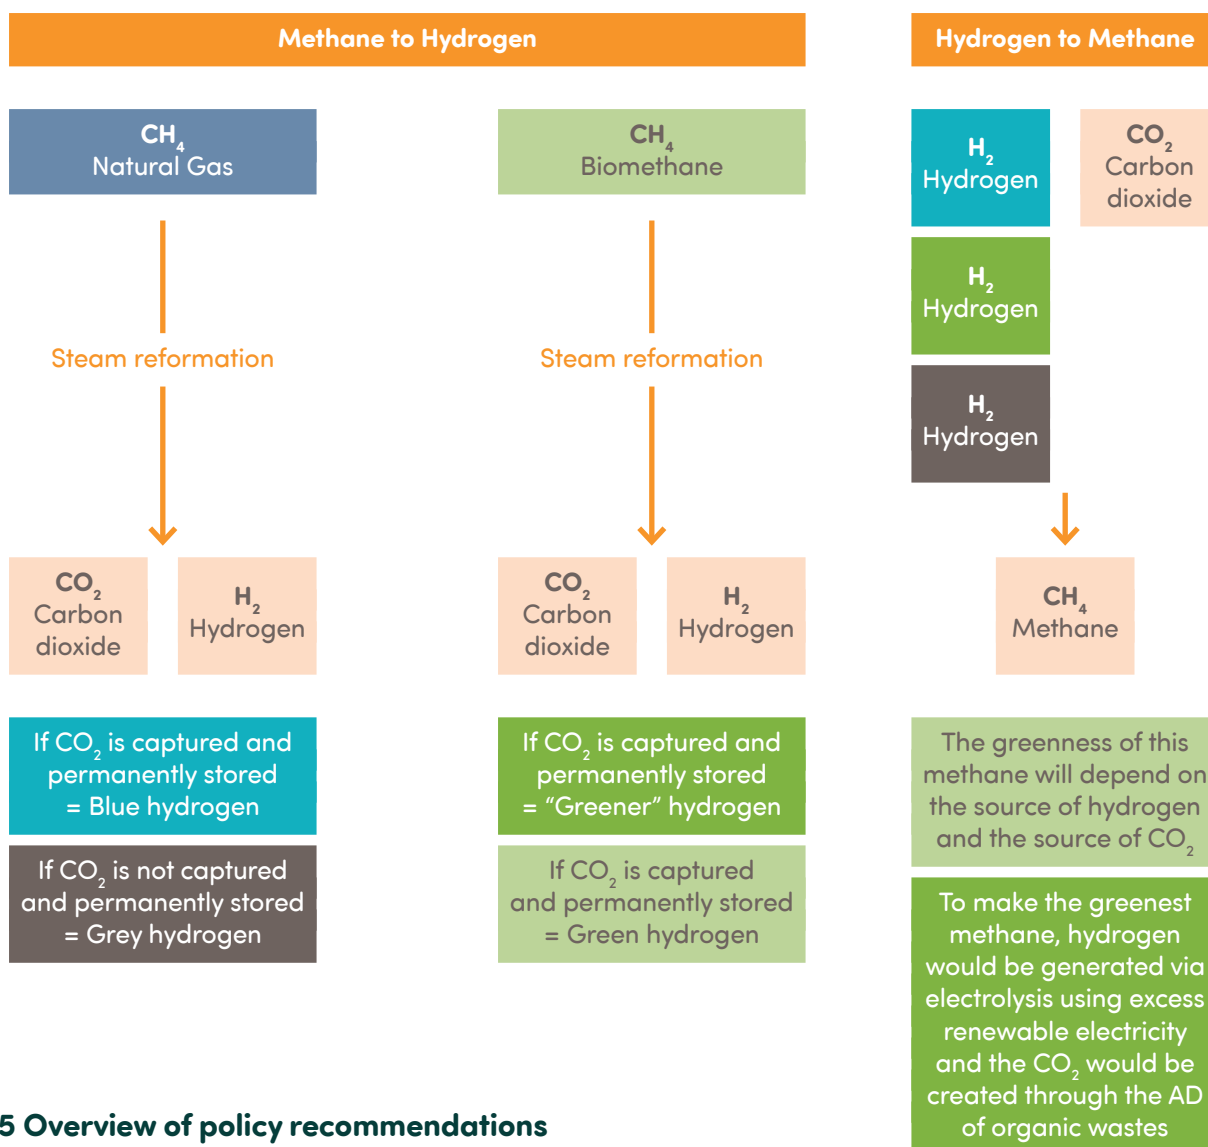 Methane to Hydrogen
CH₄
Natural Gas
Steam reformation
CO₂
Carbon
dioxide
H₂
Hydrogen
If CO₂ is captured and
permanently stored
= Blue hydrogen
If CO₂ is not captured
and permanently stored
= Grey hydrogen
CH₄
Biomethane
Steam reformation
CO₂
Carbon
dioxide
H₂
Hydrogen
If CO₂ is captured and
permanently stored
= “Greener” hydrogen
If CO₂ is captured
and permanently stored
= Green hydrogen
Hydrogen to Methane
H₂
Hydrogen
CO₂
Carbon
dioxide
H₂
Hydrogen
H₂
Hydrogen
CH₄
Methane
The greenness of this
methane will depend on
the source of hydrogen
and the source of CO₂
To make the greenest
methane, hydrogen
would be generated via
electrolysis using excess
renewable electricity
and the CO₂ would be
created through the AD
of organic wastes
5 Overview of policy recommendations